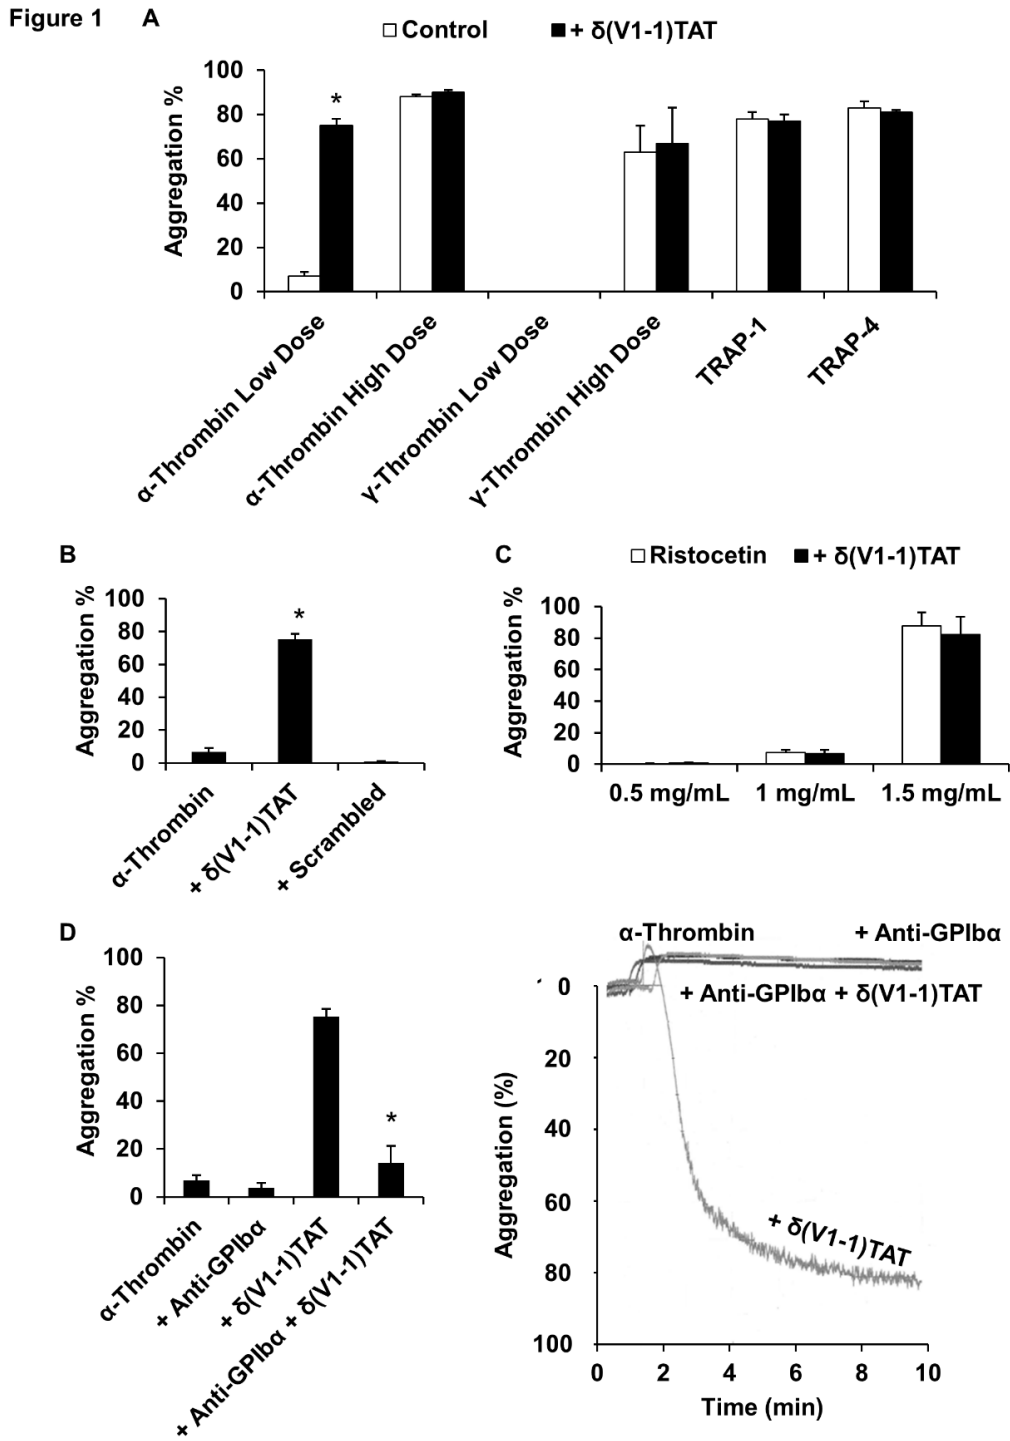 Figure 1
A
Control
+ δ(V1-1)TAT
Aggregation %
100
80
60
40
20
0
*
α-Thrombin Low Dose
α-Thrombin High Dose
γ-Thrombin Low Dose
γ-Thrombin High Dose
TRAP-1
TRAP-4
B
Aggregation %
100
80
60
40
20
0
*
α-Thrombin
+ δ(V1-1)TAT
+ Scrambled
C
Ristocetin
+ δ(V1-1)TAT
Aggregation %
100
80
60
40
20
0
0.5 mg/mL
1 mg/mL
1.5 mg/mL
D
Aggregation %
100
80
60
40
20
0
*
α-Thrombin
+ Anti-GPIbα
+ δ(V1-1)TAT
+ Anti-GPIbα + δ(V1-1)TAT
α-Thrombin
+ Anti-GPIbα
+ Anti-GPIbα + δ(V1-1)TAT
+ δ(V1-1)TAT
Aggregation (%)
0
20
40
60
80
100
0
2
4
6
8
10
Time (min)